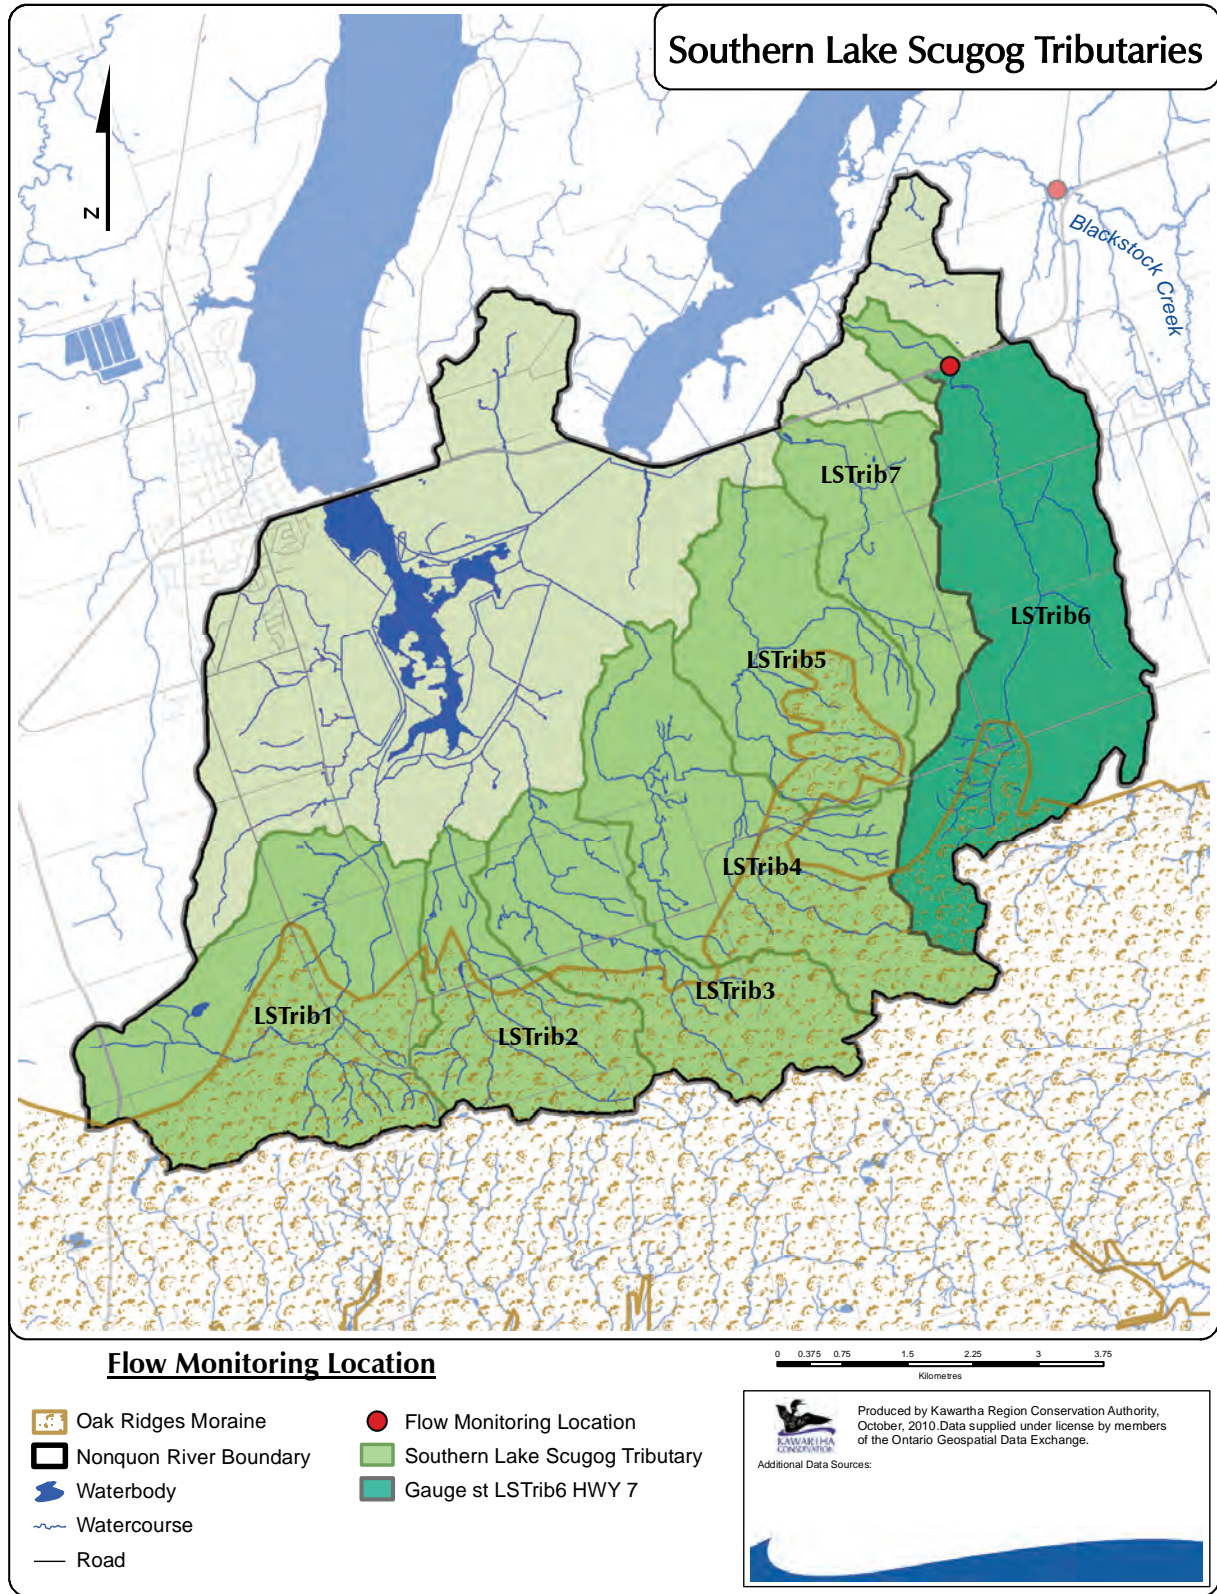 Southern Lake Scugog Tributaries
N
Blackstock Creek
LSTrib7
LSTrib6
LSTrib5
LSTrib4
LSTrib3
LSTrib1
LSTrib2
Flow Monitoring Location
Oak Ridges Moraine
Nonquon River Boundary
Waterbody
Watercourse
Road
Flow Monitoring Location
Southern Lake Scugog Tributary
Gauge st LSTrib6 HWY 7
0 0.375 0.75 1.5 2.25 3 3.75
Kilometres
KAWARTHA
CONSERVATION
Produced by Kawartha Region Conservation Authority,
October, 2010.Data supplied under license by members
of the Ontario Geospatial Data Exchange.
Additional Data Sources: